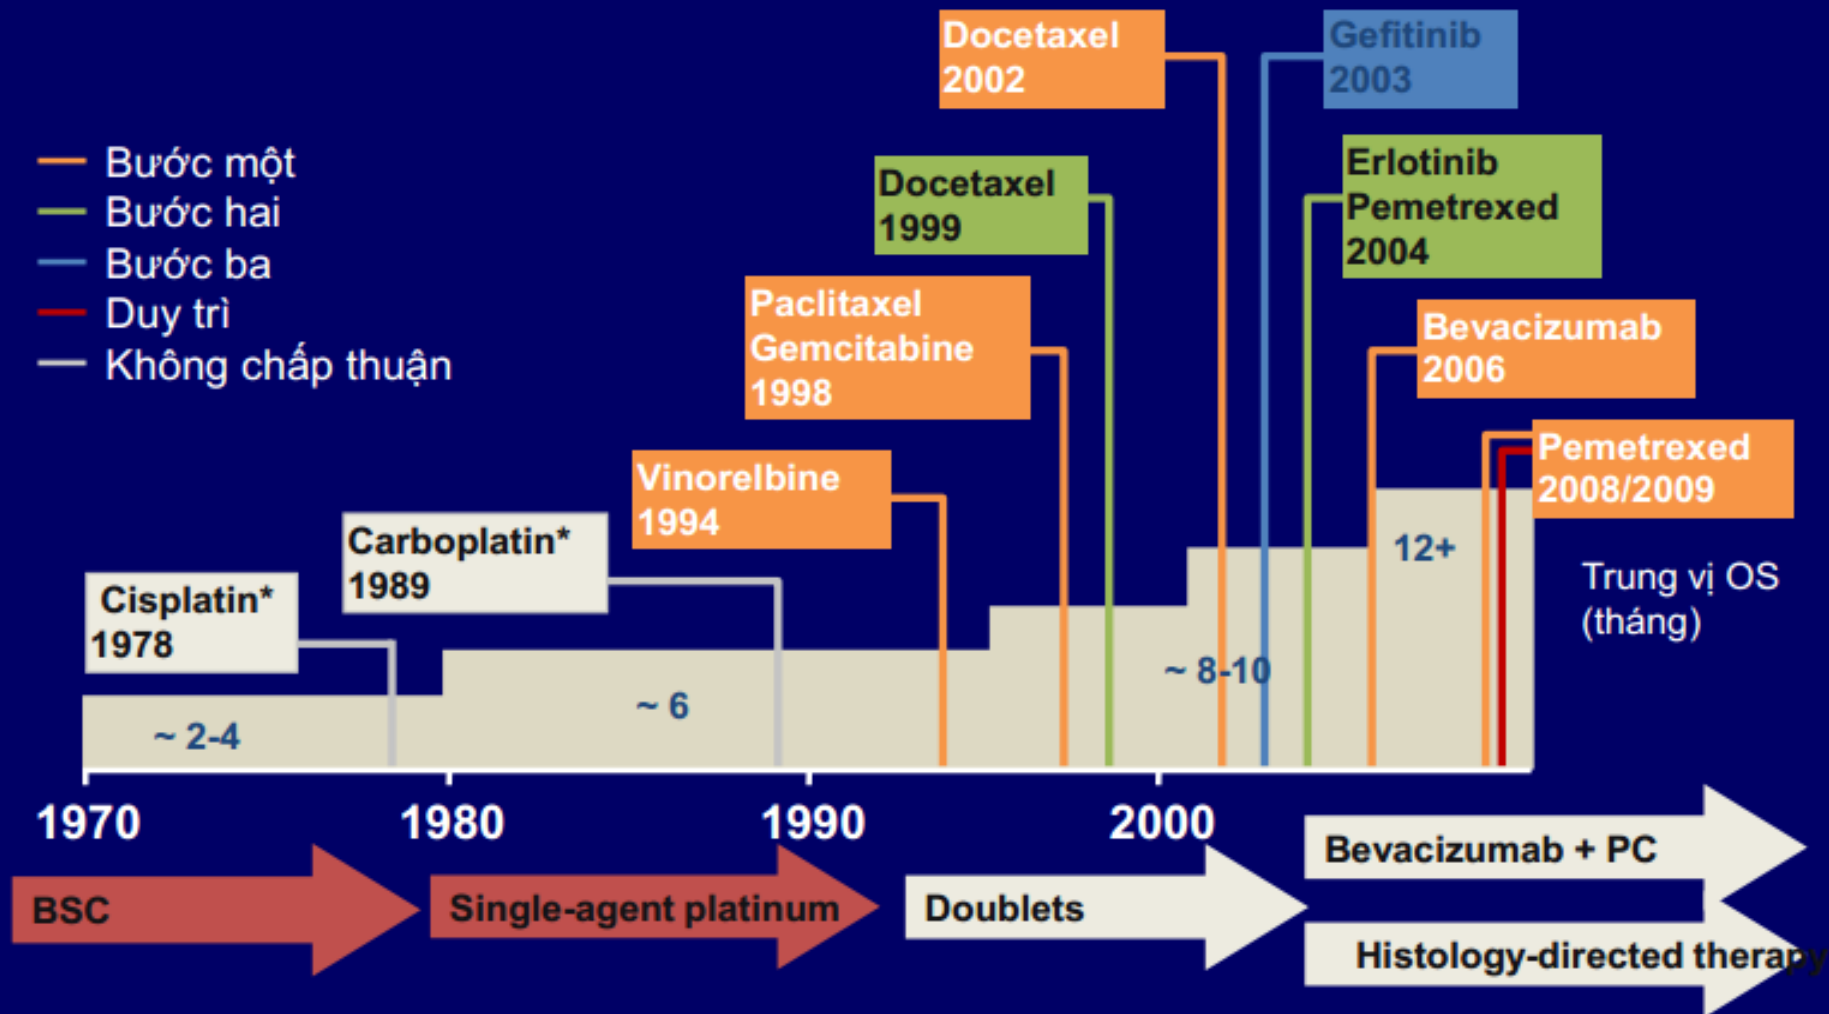 Docetaxel
2002
Gefitinib
2003
Bước một
Bước hai
Bước ba
Duy trì
Không chấp thuận
Docetaxel
1999
Erlotinib
Pemetrexed
2004
Paclitaxel
Gemcitabine
1998
Bevacizumab
2006
Vinorelbine
1994
Pemetrexed
2008/2009
Carboplatin*
1989
Cisplatin*
1978
12+
Trung vị OS
(tháng)
~ 8-10
~ 6
~ 2-4
1970
1980
1990
2000
BSC
Single-agent platinum
Doublets
Bevacizumab + PC
Histology-directed therapy